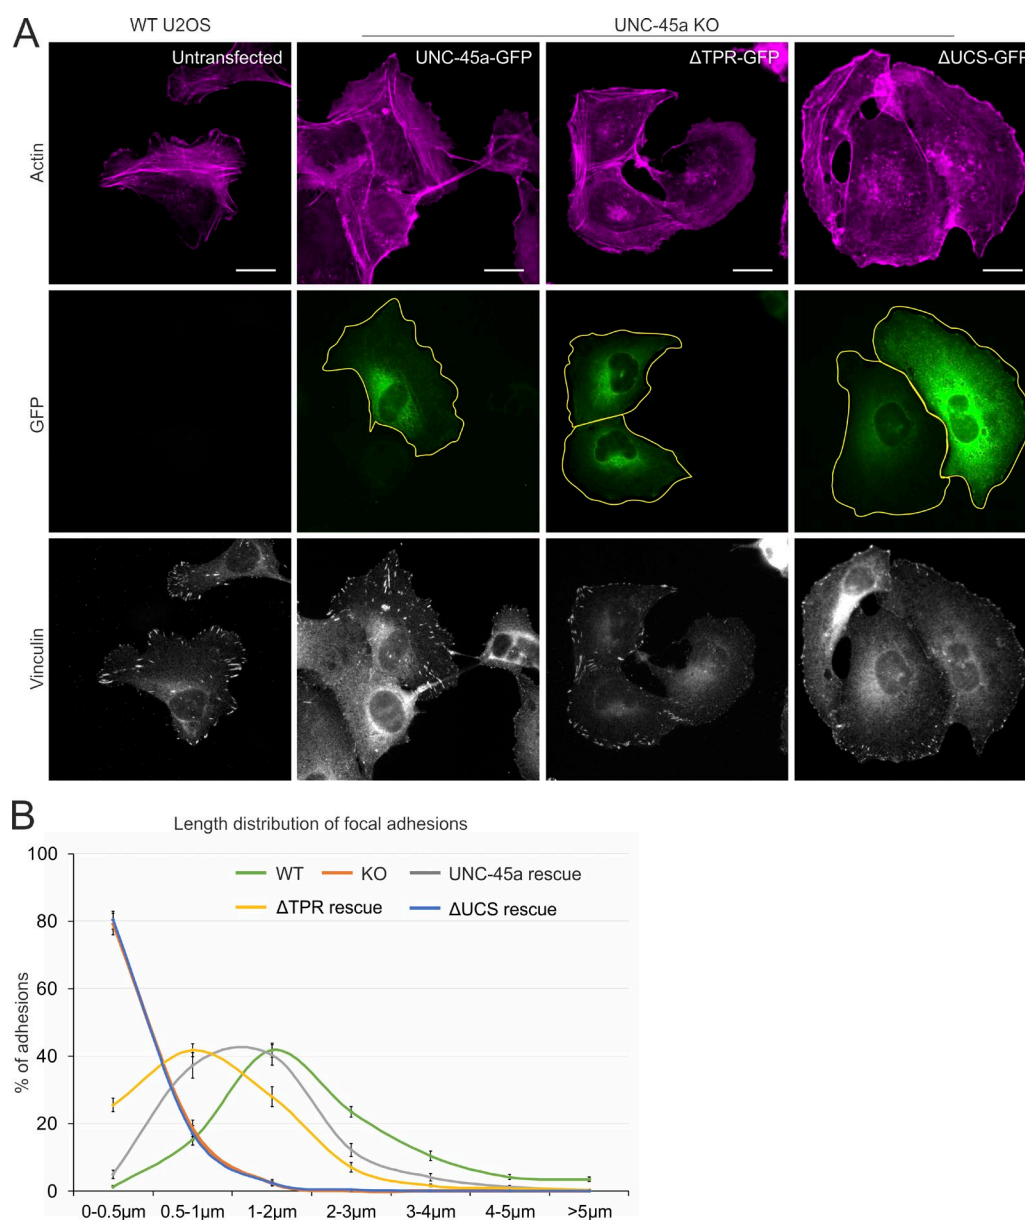 A
WT U2OS
UNC-45a KO
Untransfected
UNC-45a-GFP
ΔTPR-GFP
ΔUCS-GFP
Actin
GFP
Vinculin
B
Length distribution of focal adhesions
WT
KO
UNC-45a rescue
ΔTPR rescue
ΔUCS rescue
% of adhesions
100
80
60
40
20
0
0-0.5µm
0.5-1µm
1-2µm
2-3µm
3-4µm
4-5µm
>5µm